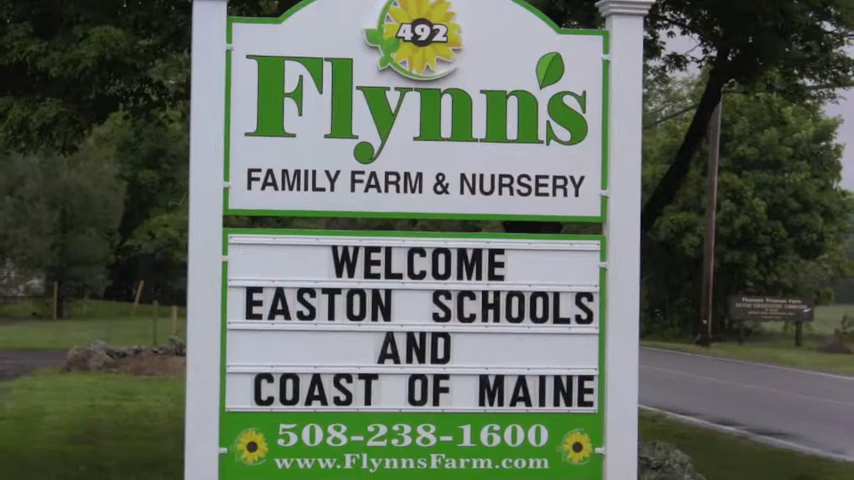 492
Flynn's
FAMILY FARM & NURSERY
WELCOME
EASTON SCHOOLS
AND
COAST OF MAINE
508-238-1600
www.FlynnsFarm.com